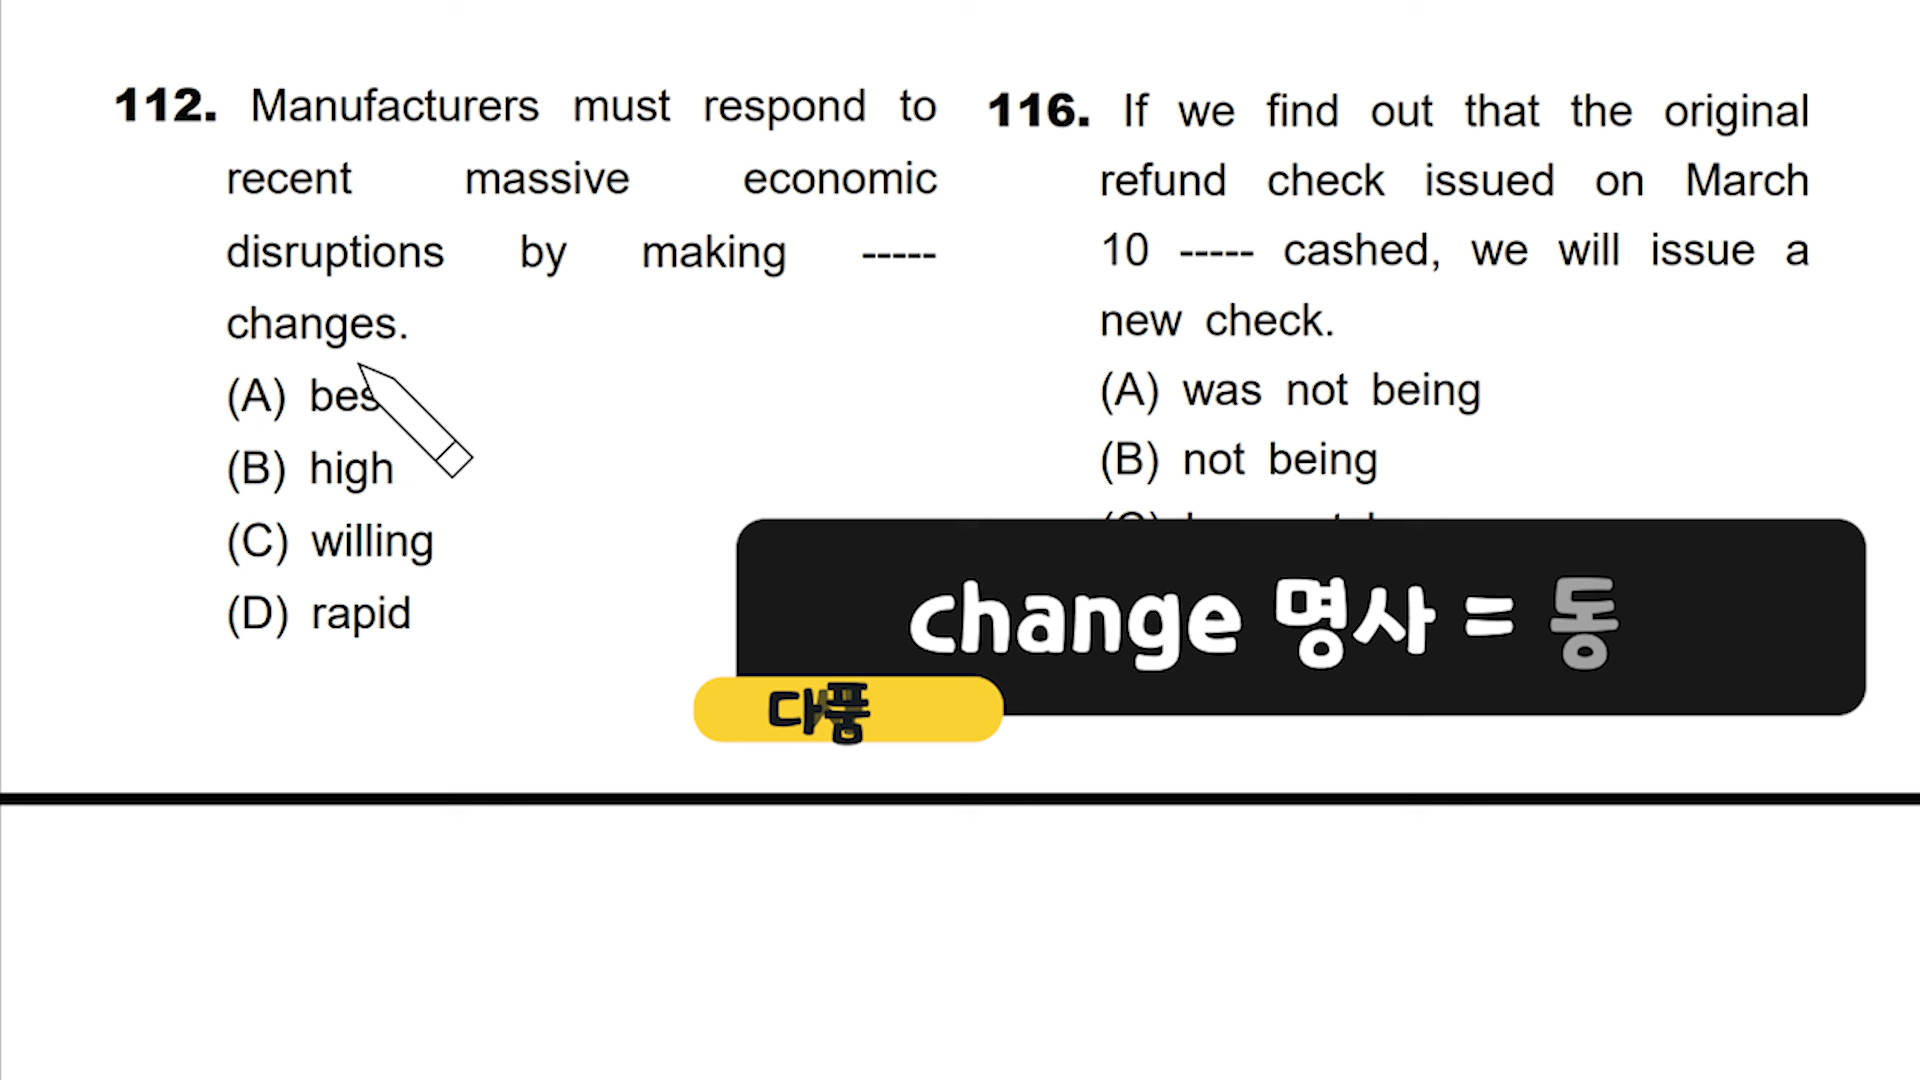 112. Manufacturers must respond to
recent massive economic
disruptions by making -----
changes.
(A) bes
(B) high
(C) willing
(D) rapid
116. If we find out that the original
refund check issued on March
10 ----- cashed, we will issue a
new check.
(A) was not being
(B) not being
change 명사 = 동
다품